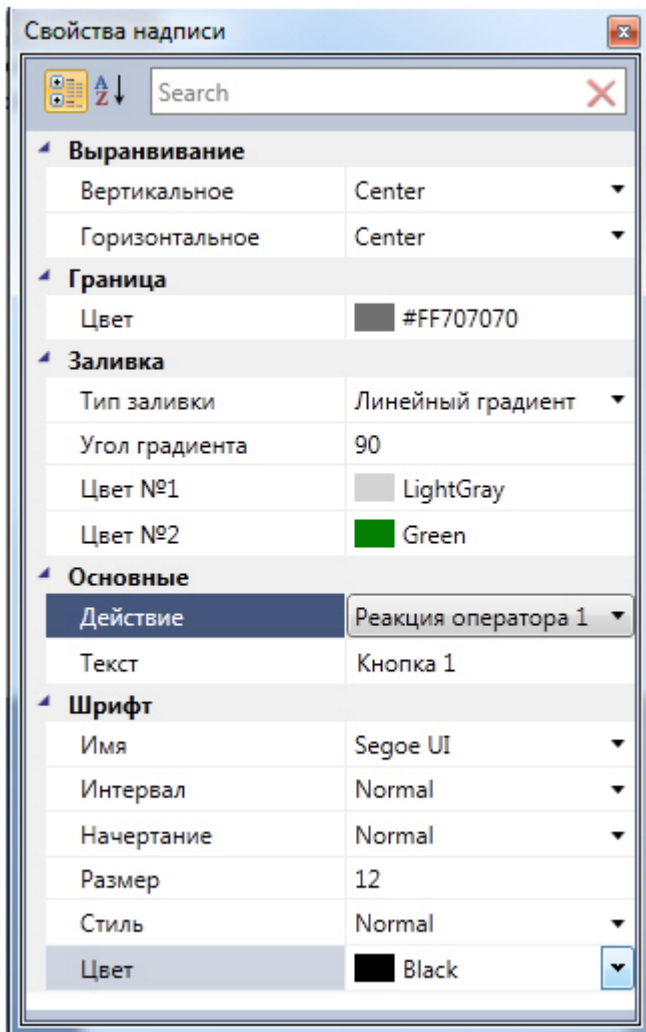 Свойства надписи
A Z Search
Выранвивание
Вертикальное Center
Горизонтальное Center
Граница
Цвет #FF707070
Заливка
Тип заливки Линейный градиент
Угол градиента 90
Цвет №1 LightGray
Цвет №2 Green
Основные
Действие Реакция оператора 1
Текст Кнопка 1
Шрифт
Имя Segoe UI
Интервал Normal
Начертание Normal
Размер 12
Стиль Normal
Цвет Black